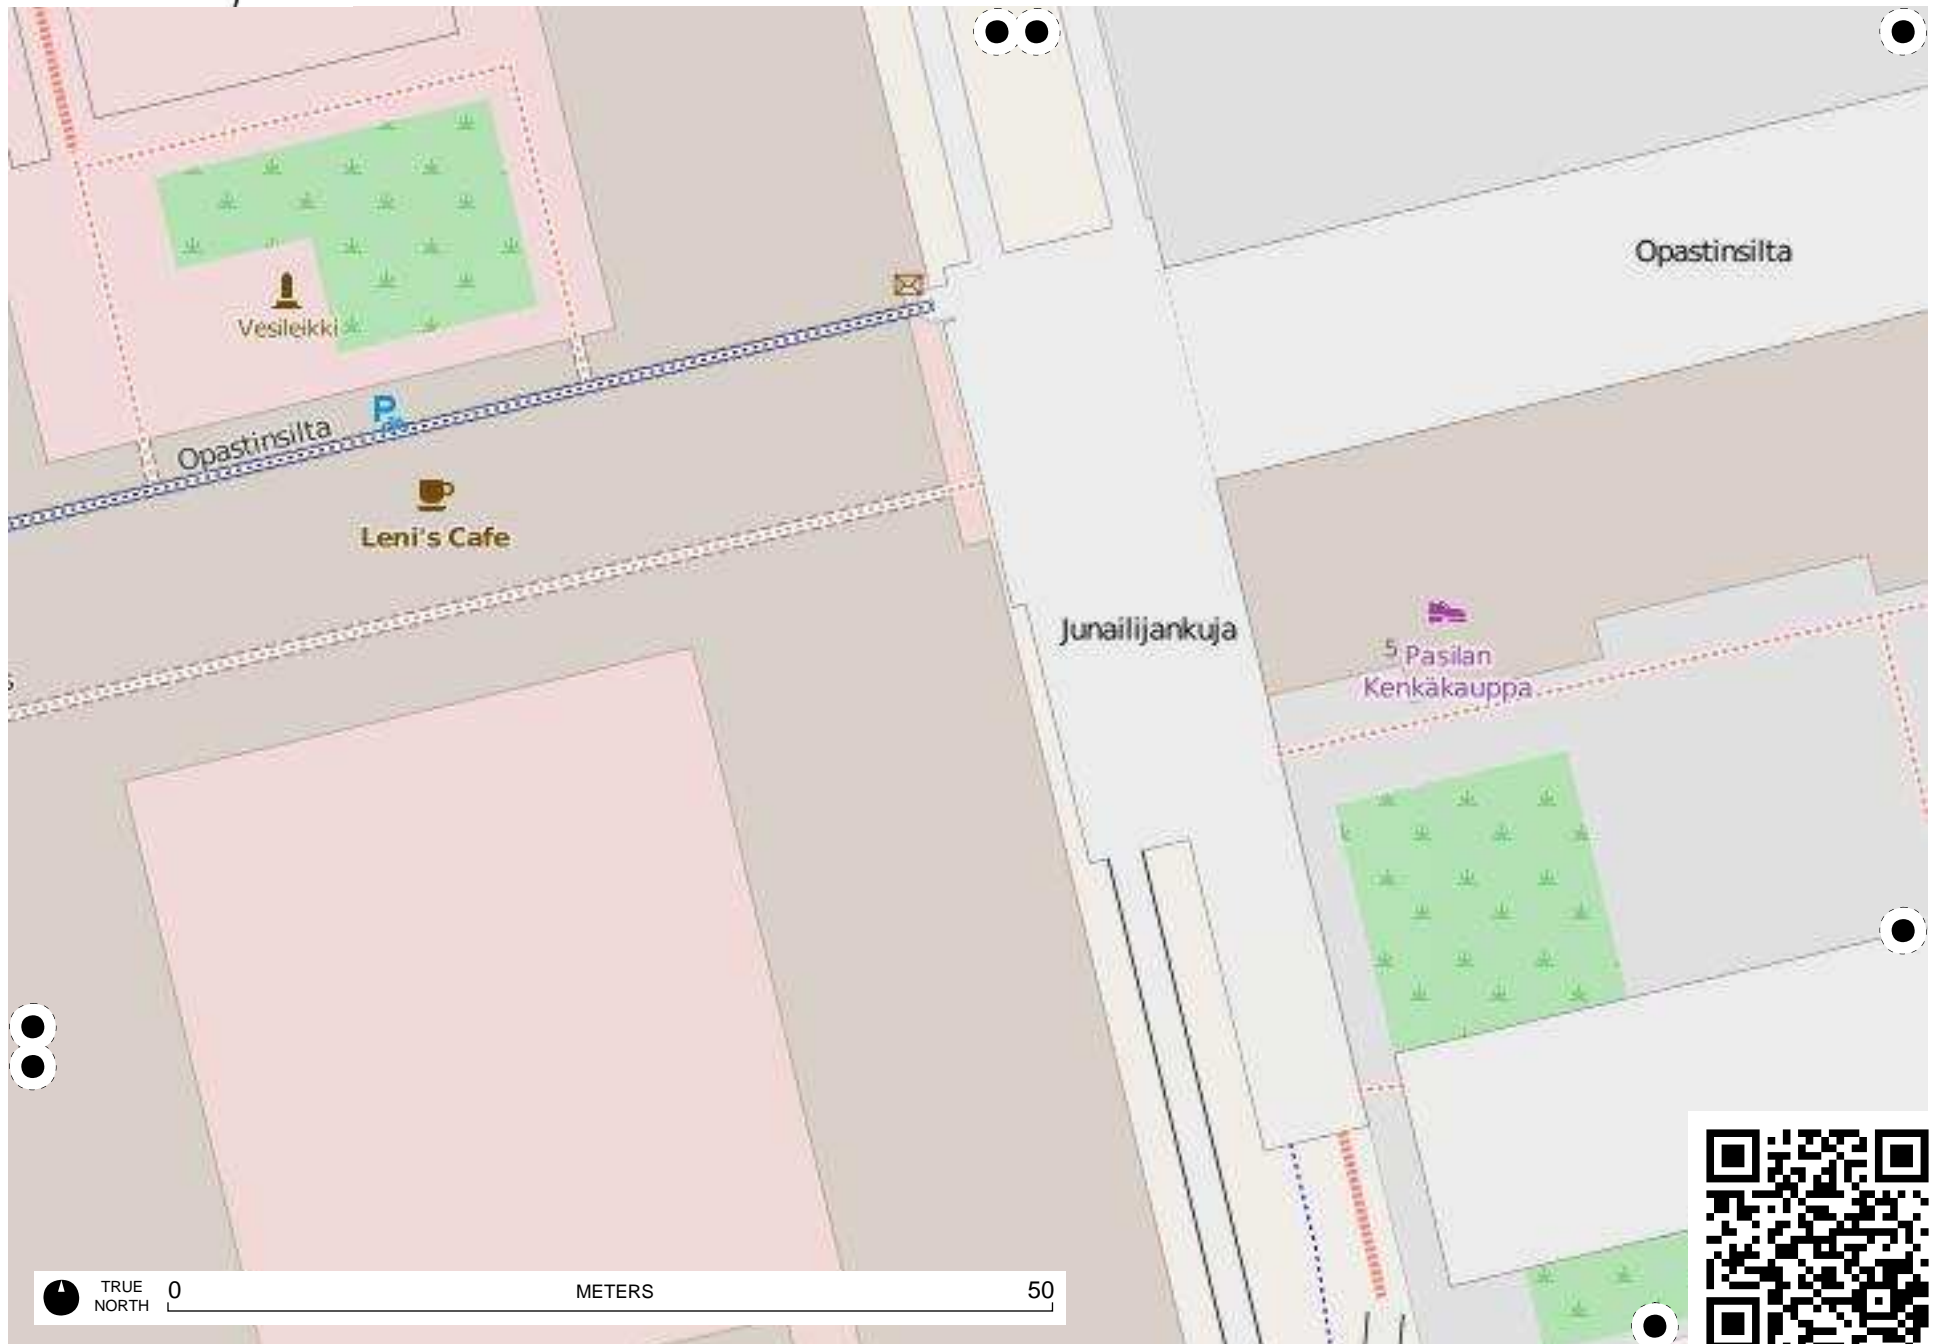 Opastinsilta
Vesileikki
P
Opastinsilta
Leni's Cafe
Junailijankuja
5
Pasilan
Kenkäkauppa
TRUE
NORTH
0
METERS
50